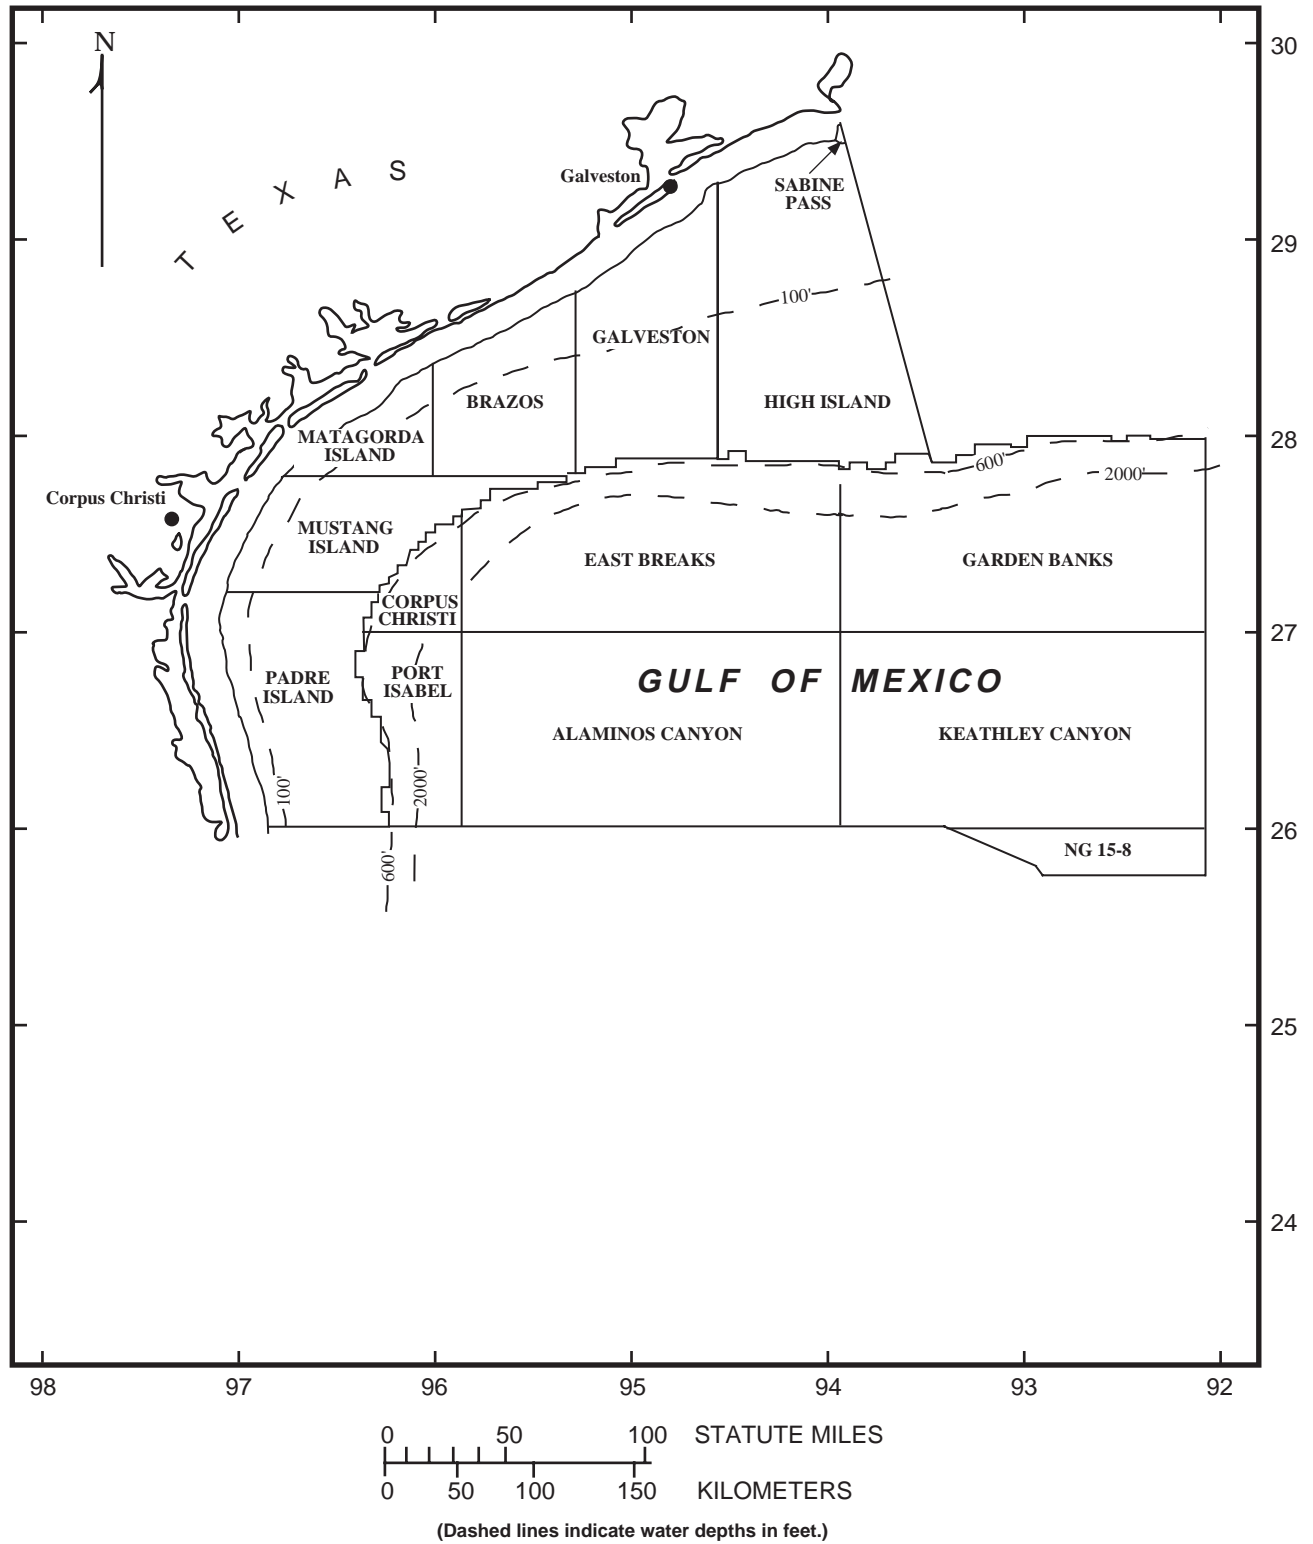 N
30
T E X A S
Galveston
SABINE
PASS
29
100'
GALVESTON
BRAZOS
HIGH ISLAND
MATAGORDA
ISLAND
28
600'
2000'
Corpus Christi
MUSTANG
ISLAND
EAST BREAKS
GARDEN BANKS
CORPUS
CHRISTI
27
PADRE
ISLAND
PORT
ISABEL
GULF OF MEXICO
ALAMINOS CANYON
KEATHLEY CANYON
100'
2000'
26
NG 15-8
600'
25
24
98 97 96 95 94 93 92
0 50 100 STATUTE MILES
0 50 100 150 KILOMETERS
(Dashed lines indicate water depths in feet.)